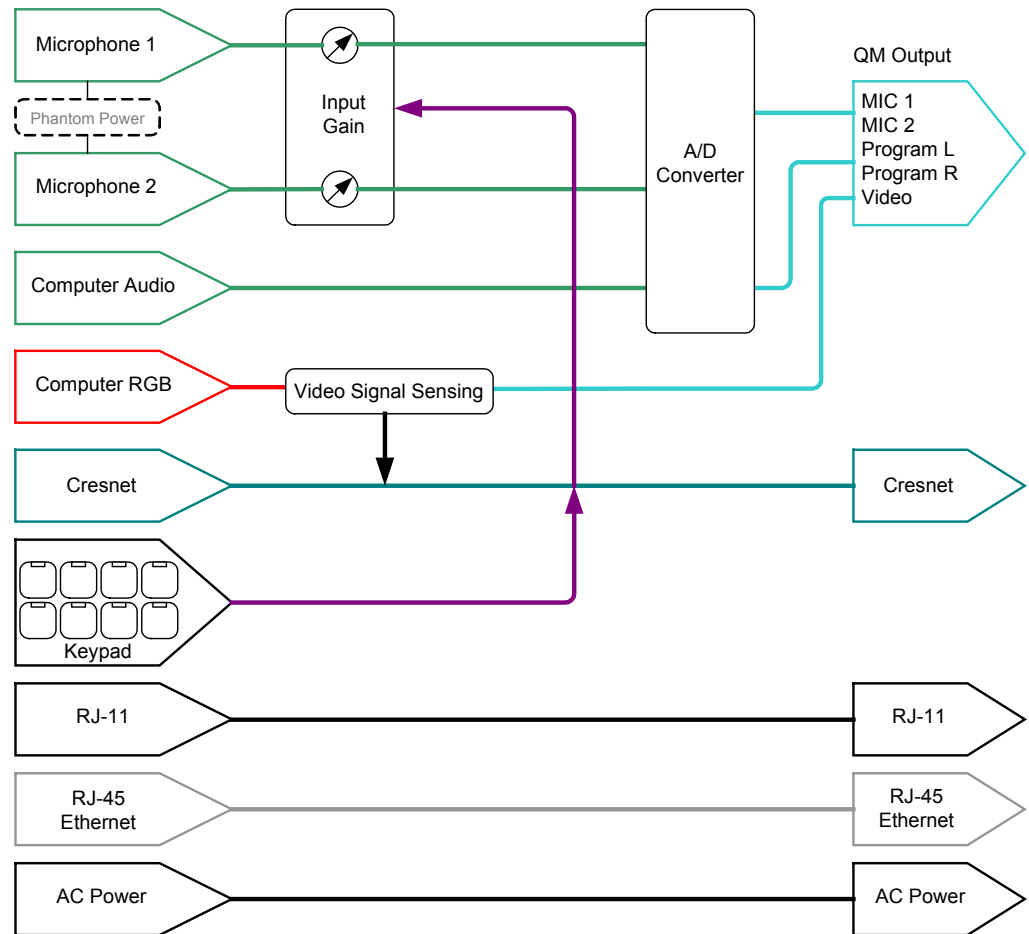 Microphone 1
Phantom Power
Microphone 2
Input
Gain
A/D
Converter
QM Output
MIC 1
MIC 2
Program L
Program R
Video
Computer Audio
Computer RGB
Video Signal Sensing
Cresnet
Cresnet
Keypad
RJ-11
RJ-11
RJ-45
Ethernet
RJ-45
Ethernet
AC Power
AC Power